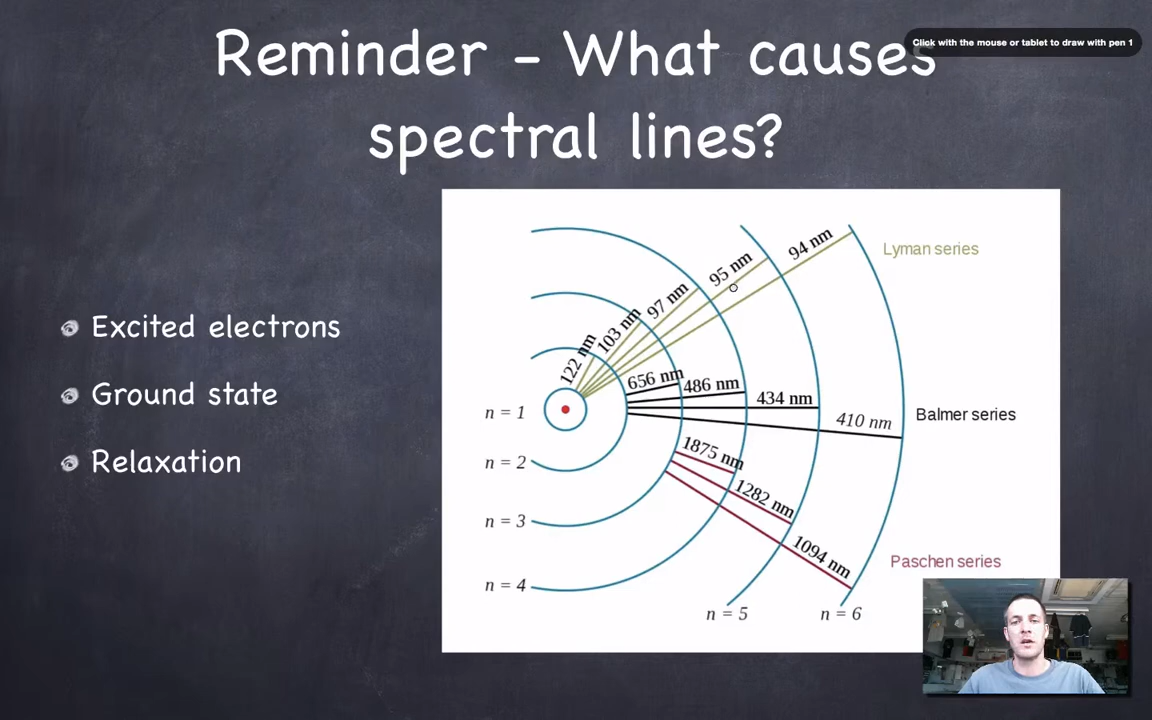 Click with the mouse or tablet to draw with pen 1
Reminder - What causes
spectral lines?
Excited electrons
Ground state
Relaxation
94 nm
Lyman series
95 nm
97 nm
103 nm
122 nm
656 nm
486 nm
434 nm
410 nm
Balmer series
n = 1
n = 2
n = 3
n = 4
1875 nm
1282 nm
1094 nm
Paschen series
n = 5
n = 6